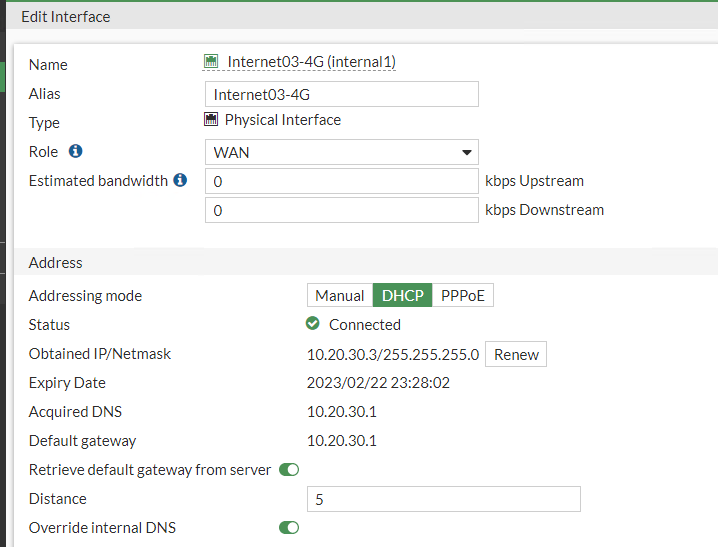 Edit Interface
Name Internet03-4G (internal1)
Alias Internet03-4G
Type Physical Interface
Role WAN
Estimated bandwidth 0 kbps Upstream
0 kbps Downstream
Address
Addressing mode Manual DHCP PPPoE
Status Connected
Obtained IP/Netmask 10.20.30.3/255.255.255.0 Renew
Expiry Date 2023/02/22 23:28:02
Acquired DNS 10.20.30.1
Default gateway 10.20.30.1
Retrieve default gateway from server
Distance 5
Override internal DNS